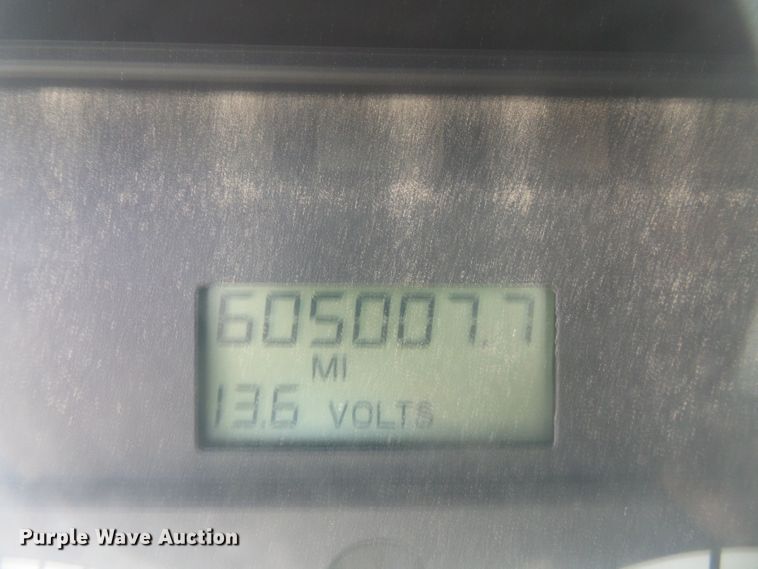 605007.7
MI
13.6 VOLTS
Purple Wave Auction